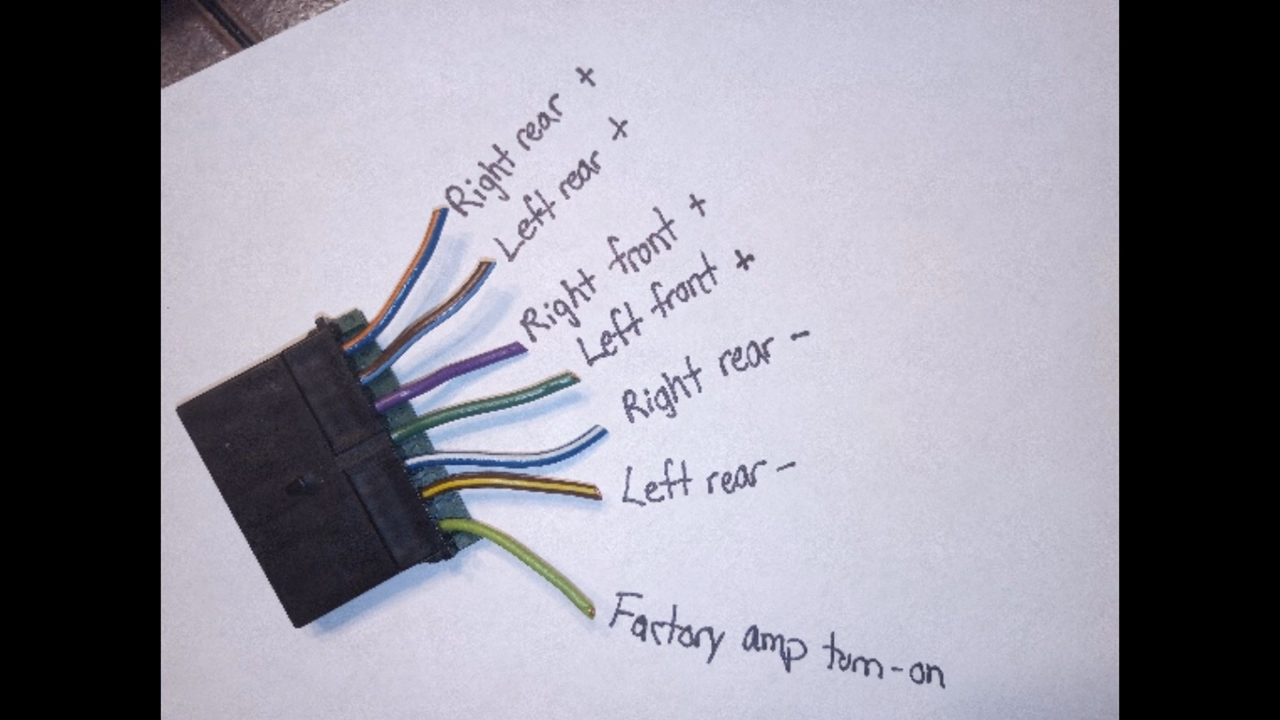 Right rear +
Left rear +
Right front +
Left front +
Right rear -
Left rear -
Factory amp turn-on